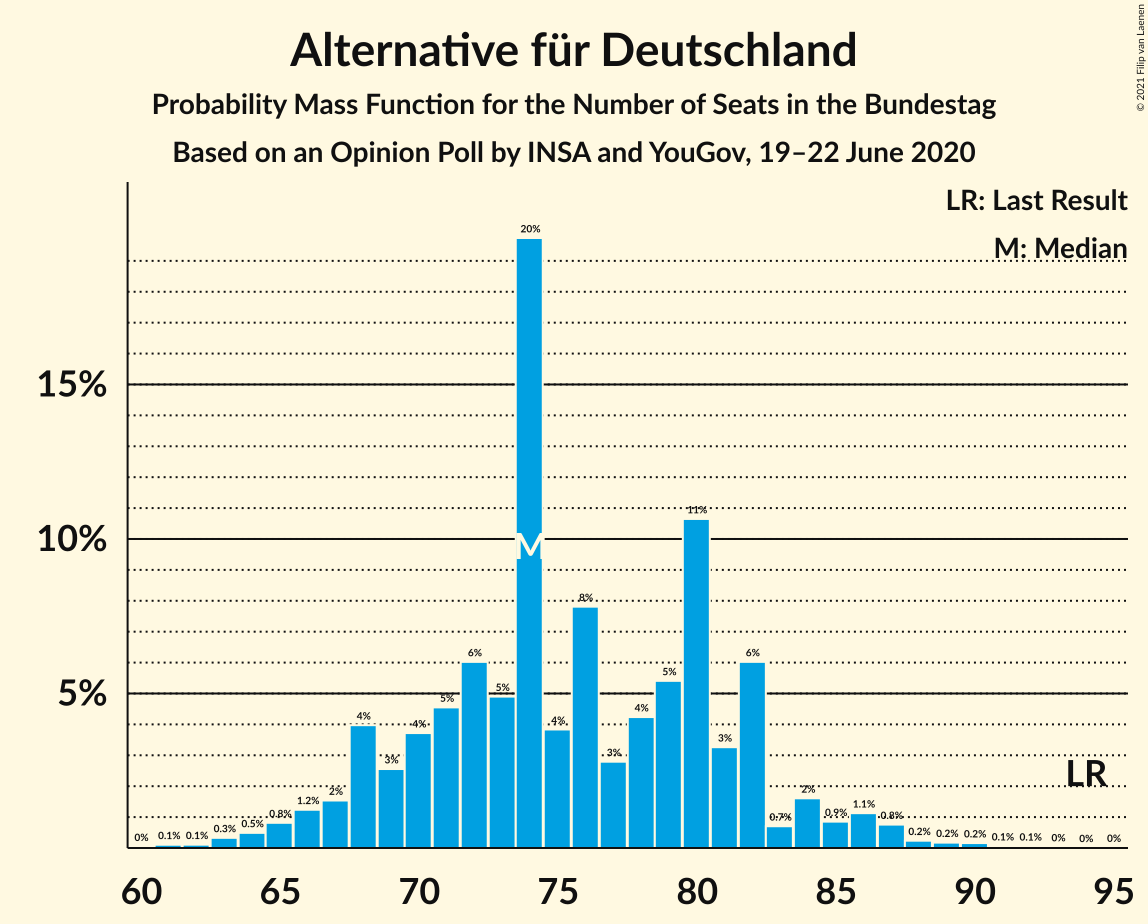 Alternative für Deutschland
Probability Mass Function for the Number of Seats in the Bundestag
Based on an Opinion Poll by INSA and YouGov, 19–22 June 2020
© 2021 Filip van Laenen
LR: Last Result
M: Median
15%
10%
5%
0% 0.1% 0.1% 0.3% 0.5% 0.8% 1.2% 2% 4% 3% 4% 5% 6% 5% 20% 4% 8% 3% 4% 5% 11% 3% 6% 0.7% 2% 0.9% 1.1% 0.8% 0.2% 0.2% 0.2% 0.1% 0.1% 0% 0% 0%
M
LR
60 65 70 75 80 85 90 95